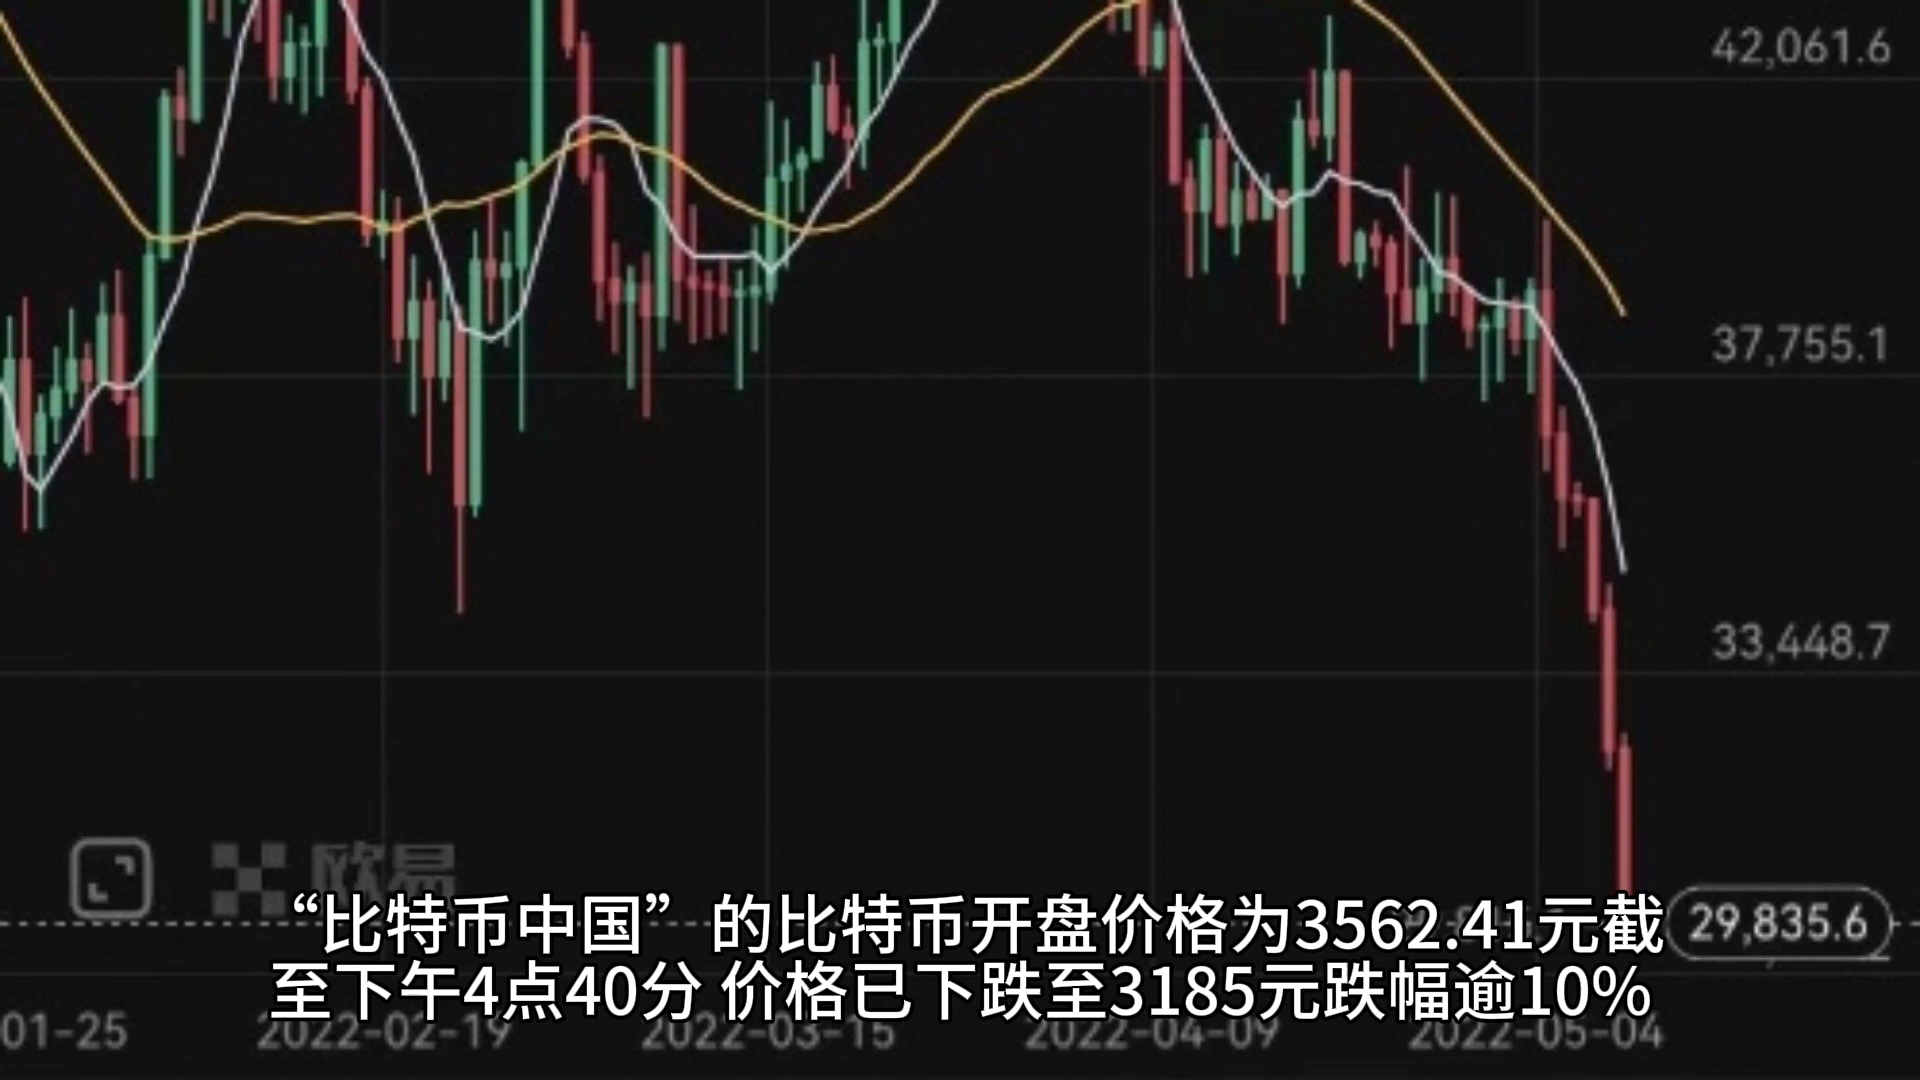 42,061.6
37,755.1
33,448.7
欧易
29,835.6
“比特币中国”的比特币开盘价格为3562.41元截
至下午4点40分 价格已下跌至3185元跌幅逾10%
01-25 2022-02-19 2022-03-15 2022-04-09 2022-05-04